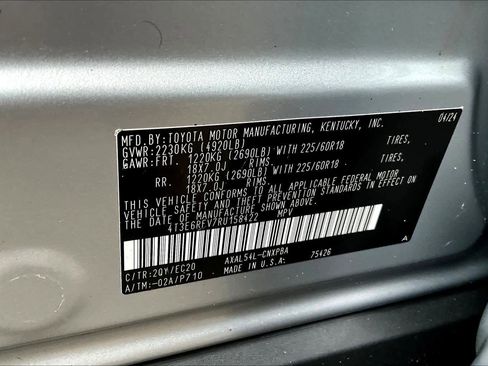 MFD.BY:TOYOTA MOTOR MANUFACTURING, KENTUCKY, INC. 04/24
GVWR:2230KG (4920LB)
GAWR:FRT. 1220KG (2690LB) WITH 225/60R18 TIRES,
18X7.0J RIMS
RR. 1220KG (2690LB) WITH 225/60R18 TIRES,
18X7.0J RIMS
THIS VEHICLE CONFORMS TO ALL APPLICABLE FEDERAL MOTOR
VEHICLE SAFETY AND THEFT PREVENTION STANDARDS IN EFFECT ON
THE DATE OF MANUFACTURE SHOWN ABOVE.
4T3E6RFV7RU158422 MPV
A
C/TR:2QY/EC20 AXAL54L-CNXPBA 75426
A/TM:-02A/P710 MADE IN U.S.A.